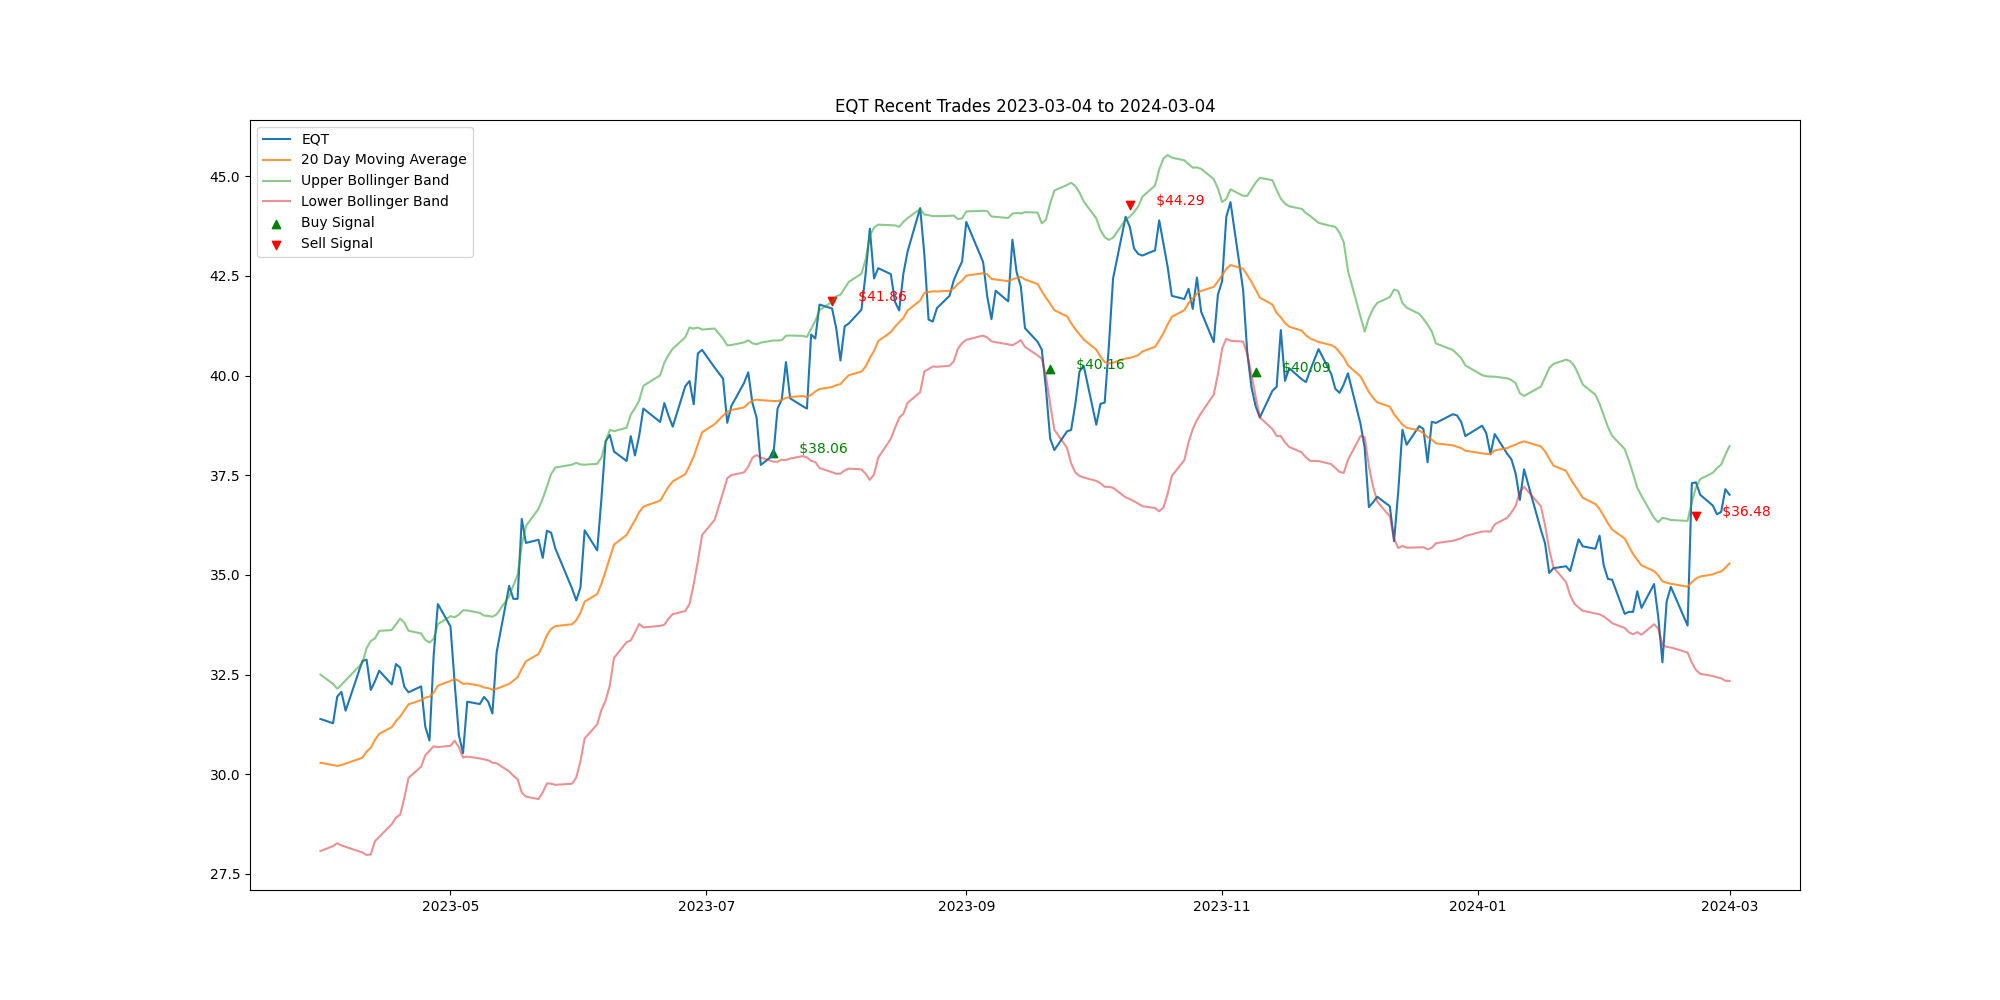 EQT Recent Trades 2023-03-04 to 2024-03-04
EQT
20 Day Moving Average
Upper Bollinger Band
Lower Bollinger Band
Buy Signal
Sell Signal
45.0
42.5
40.0
37.5
35.0
32.5
30.0
27.5
$44.29
$41.86
$40.16
$40.09
$38.06
$36.48
2023-05
2023-07
2023-09
2023-11
2024-01
2024-03